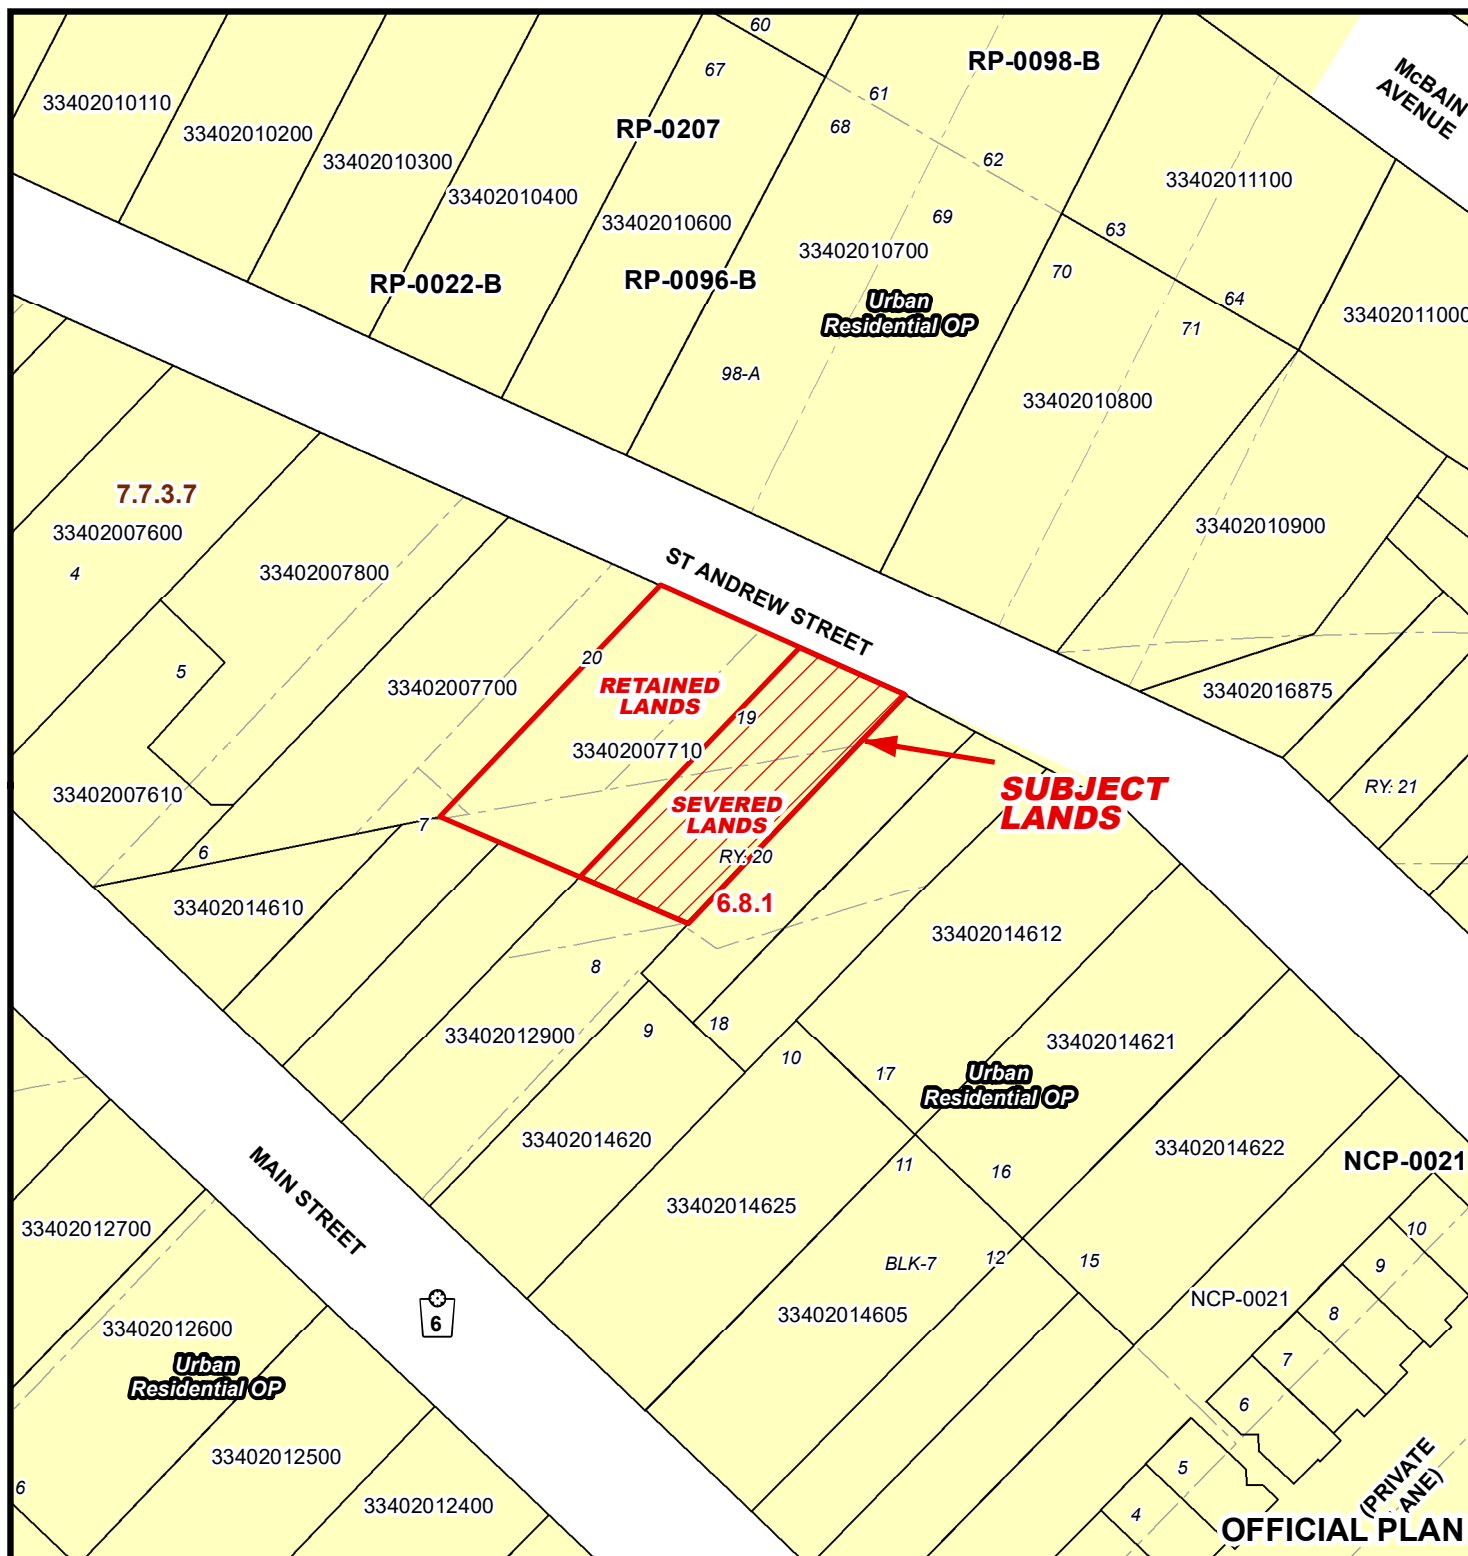 60
67
RP-0098-B
McBAIN
AVENUE
33402010110
61
33402010200
RP-0207
68
33402010300
62
33402011100
33402010400
33402010600
69
63
33402010700
70
RP-0022-B
RP-0096-B
Urban
Residential OP
64
71
33402011000
98-A
33402010800
7.7.3.7
33402007600
33402010900
4
33402007800
ST ANDREW STREET
20
5
33402007700
RETAINED
LANDS
33402016875
19
33402007710
SUBJECT
LANDS
RY. 21
33402007610
SEVERED
LANDS
7
6
RY. 20
6.8.1
33402014610
33402014612
8
33402012900
9
18
10
33402014621
17
Urban
Residential OP
33402014620
33402014622
NCP-0021
11
16
MAIN STREET
33402014625
33402012700
10
BLK-7
12
15
9
NCP-0021
33402014605
8
6
33402012600
Urban
Residential OP
7
6
33402012500
5
6
33402012400
4
(PRIVATE
LANE)
OFFICIAL PLAN